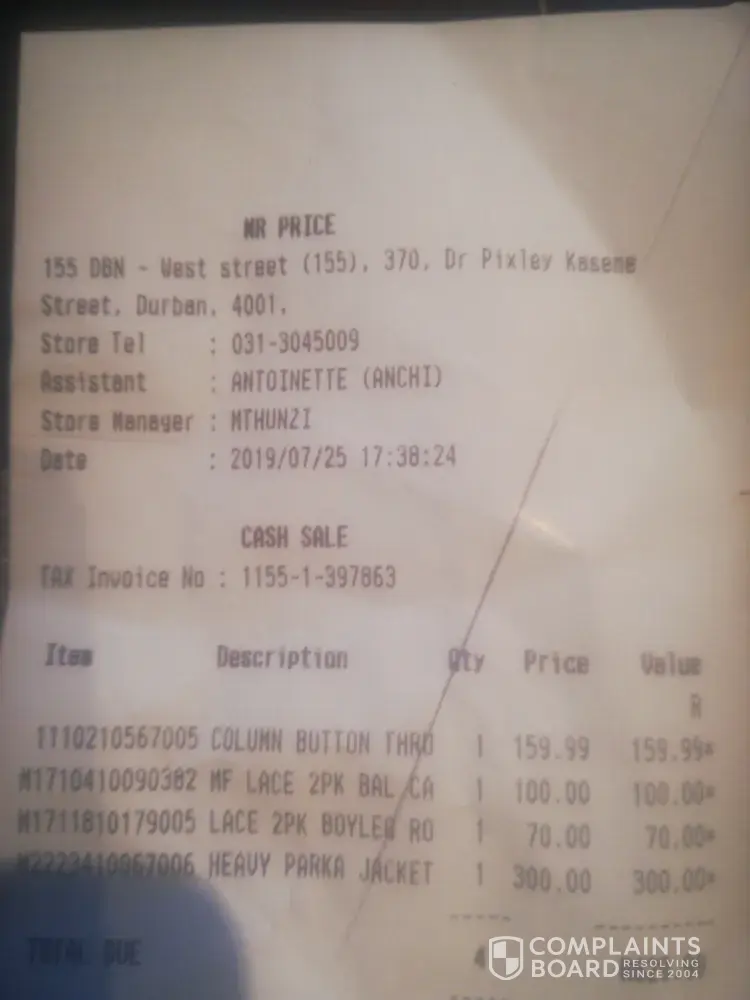 MR PRICE
155 DBN - West street (155), 370, Dr Pixley Kaseme
Street, Durban, 4001,
Store Tel : 031-3045009
Assistant : ANTOINETTE (ANCHI)
Store Manager : MTHUNZI
Date : 2019/07/25 17:38:24
CASH SALE
TAX Invoice No : 1155-1-397863
Item Description Qty Price Value
R
1110210567005 COLUMN BUTTON THRO 1 159.99 159.99*
M1710410090382 MF LACE 2PK BAL CA 1 100.00 100.00*
M1711810179005 LACE 2PK BOYLEG RO 1 70.00 70.00*
M2223410967006 HEAVY PARKA JACKET 1 300.00 300.00*
TOTAL DUE 4
COMPLAINTS
BOARD RESOLVING
SINCE 2004